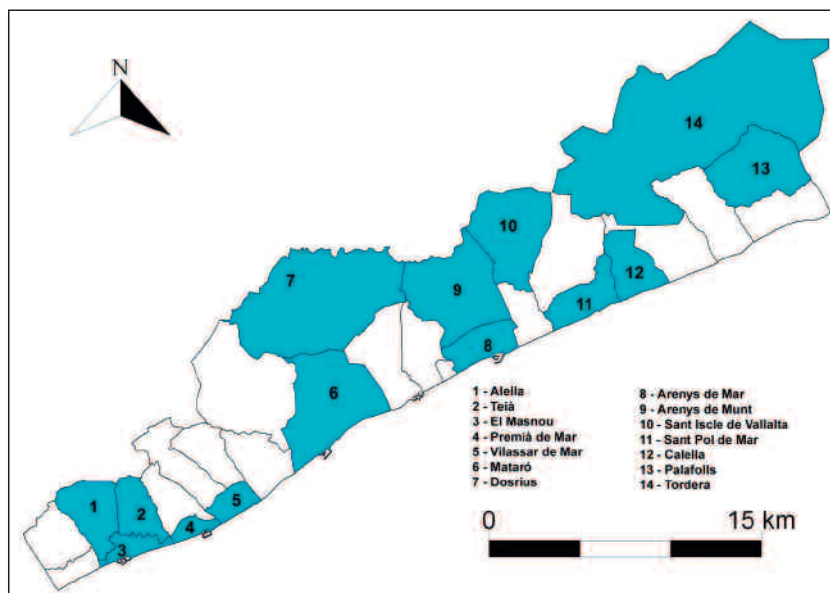 N
14
13
10
7
9
12
11
8
6
1 - Alella
2 - Teià
3 - El Masnou
4 - Premià de Mar
5 - Vilassar de Mar
6 - Mataró
7 - Dosrius
8 - Arenys de Mar
9 - Arenys de Munt
10 - Sant Iscle de Vallalta
11 - Sant Pol de Mar
12 - Calella
13 - Palafolls
14 - Tordera
5
1
2
4
3
0
15 km